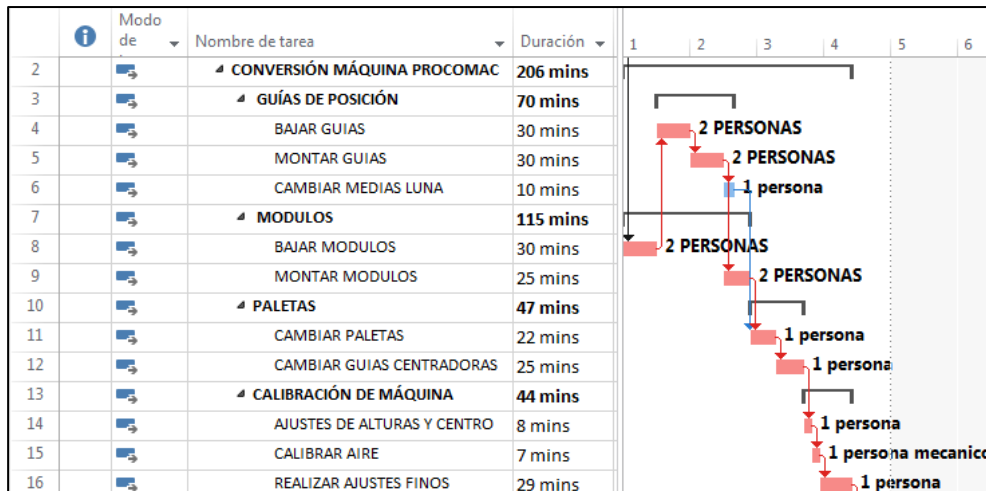 Modo de
Nombre de tarea
Duración
1 2 3 4 5 6
2 CONVERSIÓN MÁQUINA PROCOMAC 206 mins
3 GUÍAS DE POSICIÓN 70 mins
4 BAJAR GUIAS 30 mins 2 PERSONAS
5 MONTAR GUIAS 30 mins 2 PERSONAS
6 CAMBIAR MEDIAS LUNA 10 mins 1 persona
7 MODULOS 115 mins
8 BAJAR MODULOS 30 mins 2 PERSONAS
9 MONTAR MODULOS 25 mins 2 PERSONAS
10 PALETAS 47 mins
11 CAMBIAR PALETAS 22 mins 1 persona
12 CAMBIAR GUIAS CENTRADORAS 25 mins 1 persona
13 CALIBRACIÓN DE MÁQUINA 44 mins
14 AJUSTES DE ALTURAS Y CENTRO 8 mins 1 persona
15 CALIBRAR AIRE 7 mins 1 persona mecanico
16 REALIZAR AJUSTES FINOS 29 mins 1 persona